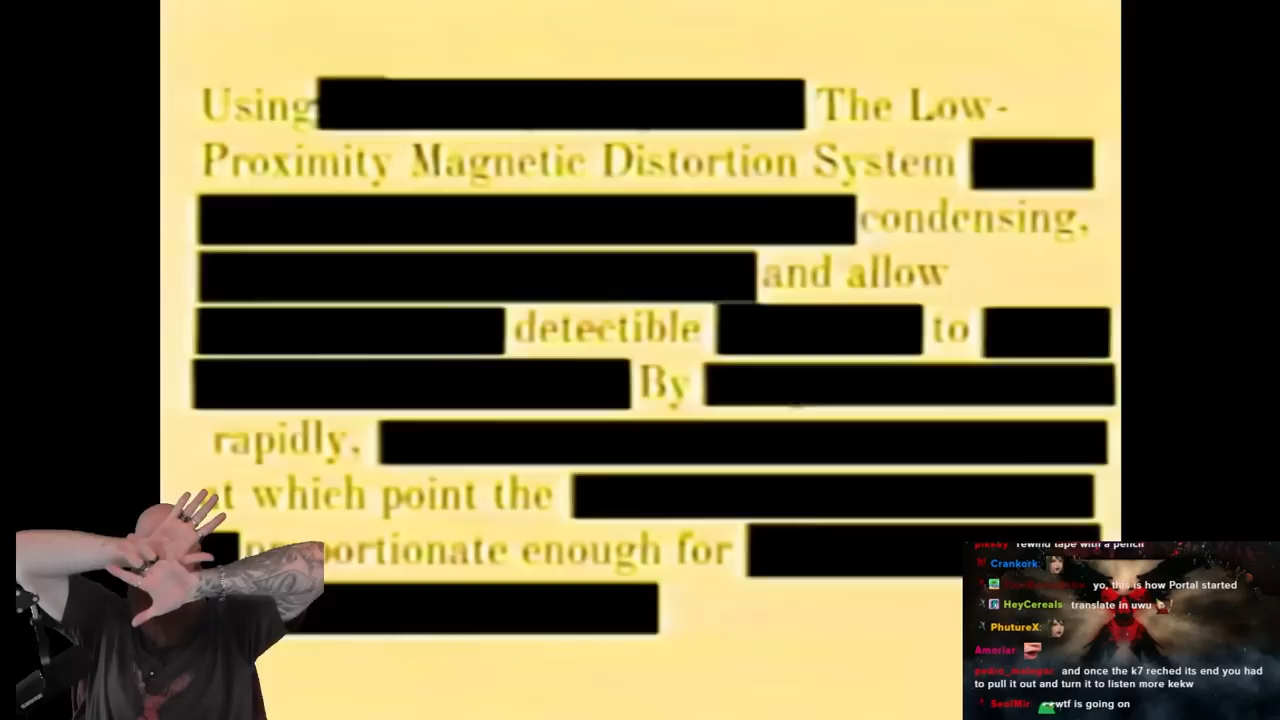 Using The Low-
Proximity Magnetic Distortion System
condensing,
and allow
detectible to
By
rapidly,
at which point the
proportionate enough for
rewind tape with a pencil
Crankork:
yo, this is how Portal started
HeyCereals translate in uwu
PhutureX:
Amoriar
and once the k7 reched its end you had
to pull it out and turn it to listen more kekw
SeolMir: wtf is going on